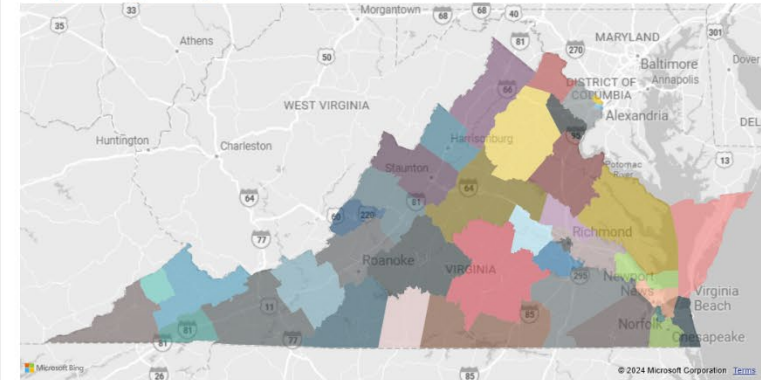 Morgantown
33
68
68
40
35
81
301
Athens
270
MARYLAND
50
Baltimore
Dover
66
DISTRICT OF
COLUMBIA
Annapolis
WEST VIRGINIA
Alexandria
DEL
95
Huntington
Harrisonburg
Charleston
Staunton
Potomac
River
13
64
64
81
60
220
77
Richmond
Roanoke
VIRGINIA
Newport
News
295
Virginia
Beach
11
85
81
Norfolk
77
81
Chesapeake
Microsoft Bing
26
85
© 2024 Microsoft Corporation Terms